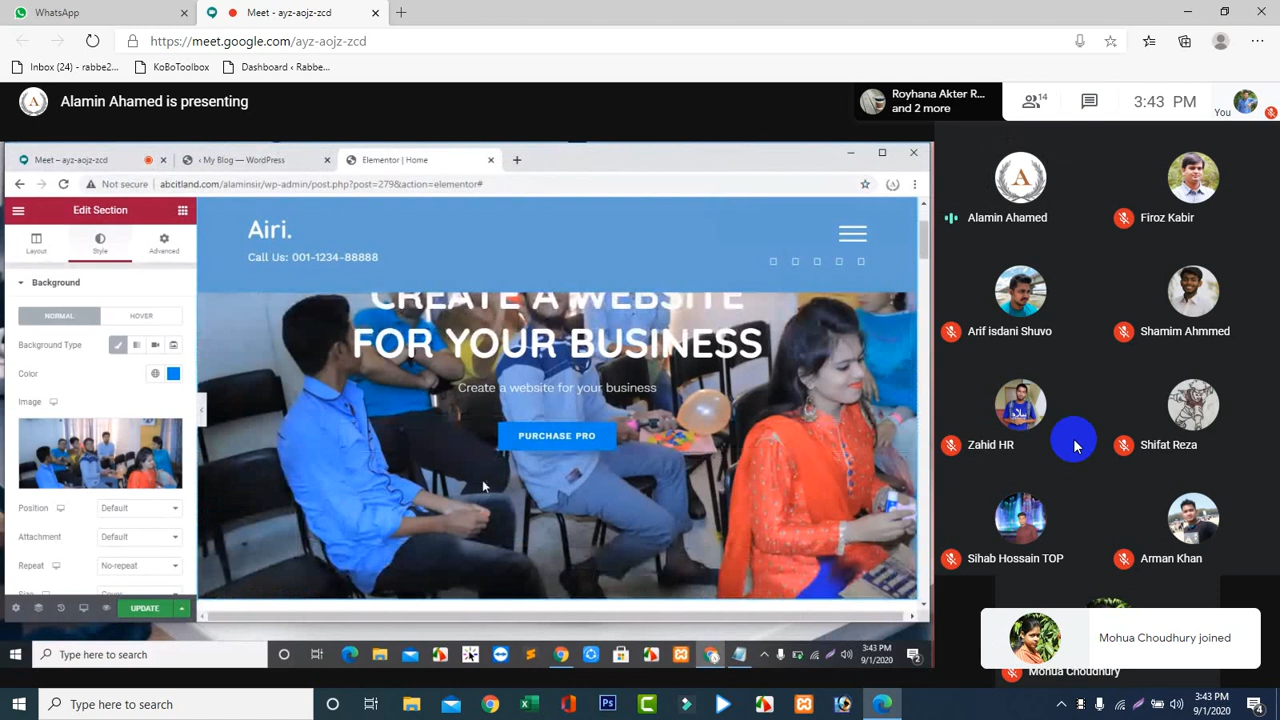 WhatsApp
Meet - ayz-aojz-zcd
https://meet.google.com/ayz-aojz-zcd
Inbox (24) - rabbe2...
KoBoToolbox
Dashboard ‹ Rabbe...
Alamin Ahamed is presenting
Royhana Akter R...
and 2 more
14
3:43 PM
You
Meet – ayz-aojz-zcd
‹ My Blog — WordPress
Elementor | Home
Not secure
abcitland.com/alaminsir/wp-admin/post.php?post=279&action=elementor#
Edit Section
Layout
Style
Advanced
Background
NORMAL
HOVER
Background Type
Color
Image
Position
Default
Attachment
Default
Repeat
No-repeat
Size
Cover
UPDATE
Airi.
Call Us: 001-1234-88888
CREATE A WEBSITE
FOR YOUR BUSINESS
Create a website for your business
PURCHASE PRO
A
Alamin Ahamed
Firoz Kabir
Arif isdani Shuvo
Shamim Ahmmed
Zahid HR
Shifat Reza
Sihab Hossain TOP
Arman Khan
Mohua Choudhury joined
Mohua Choudhury
Type here to search
3:43 PM
9/1/2020
2
Type here to search
Ps
3:43 PM
9/1/2020
4